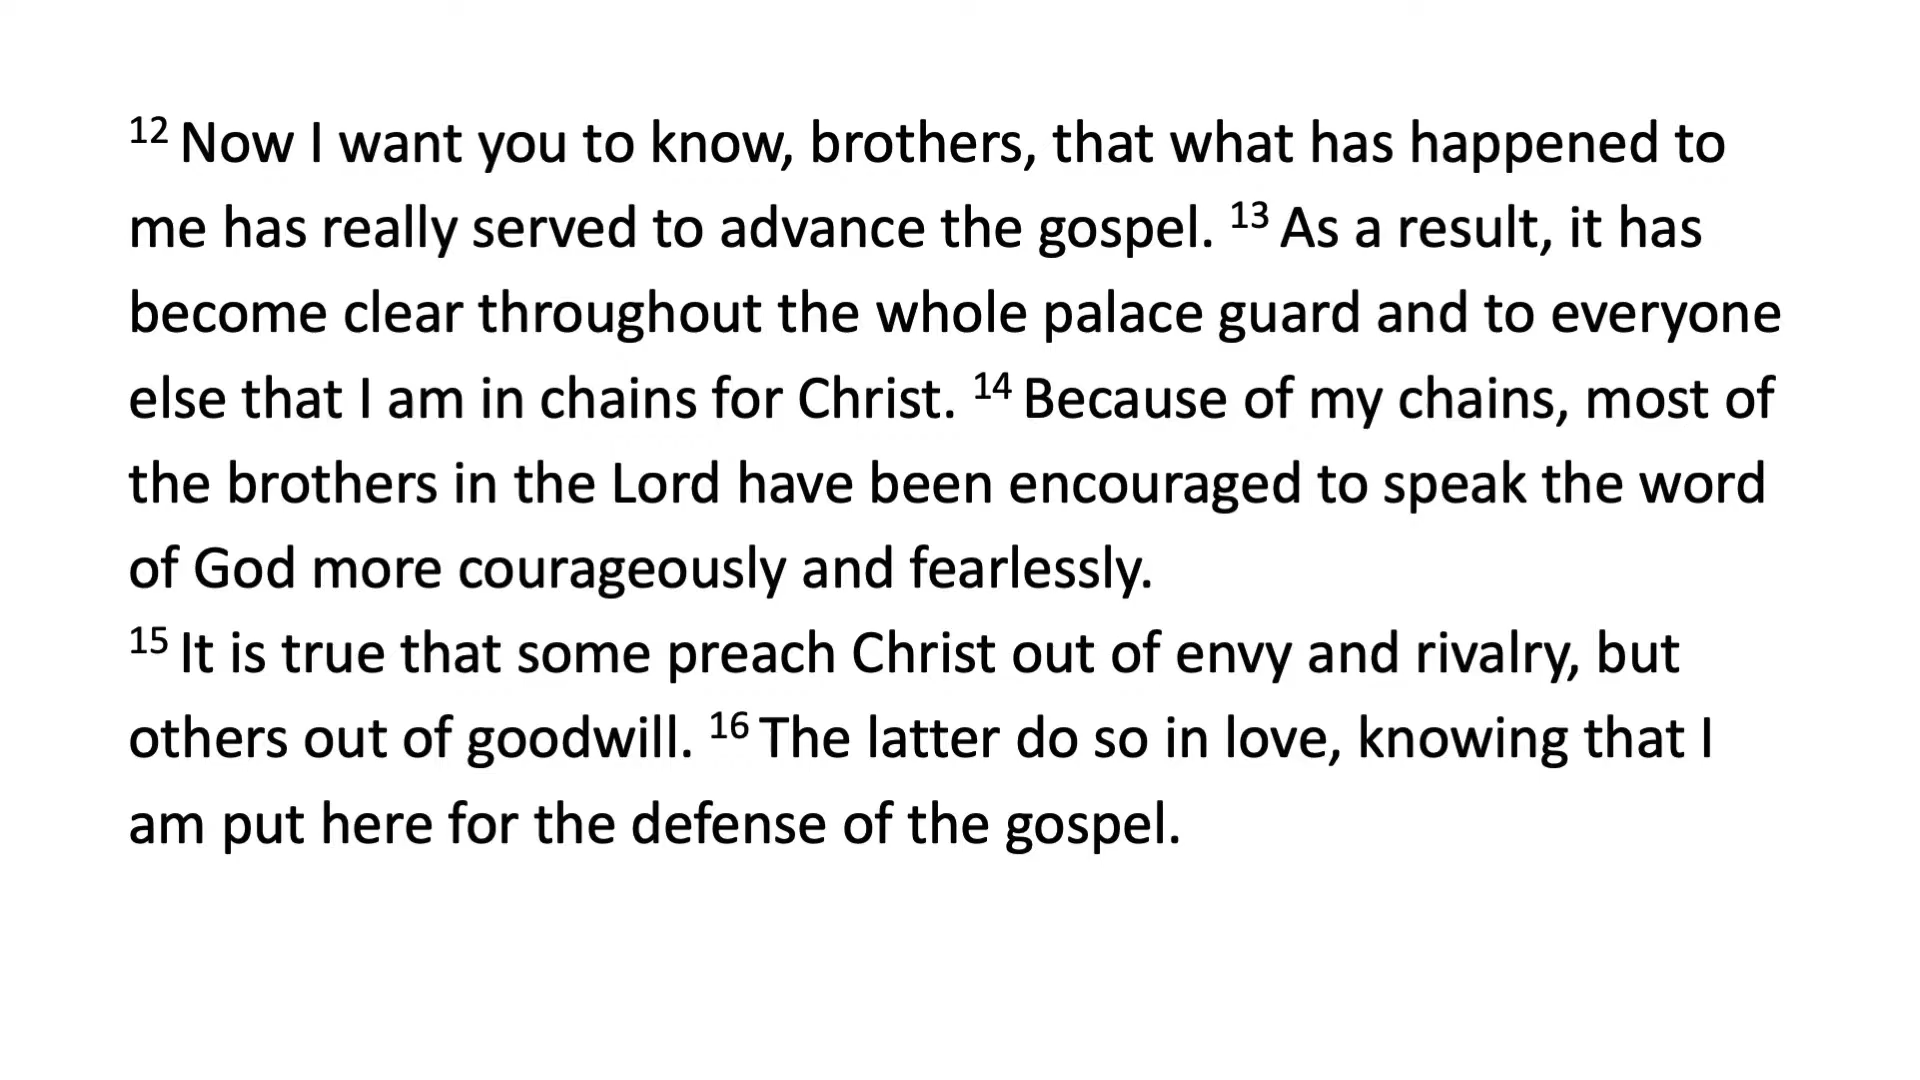 12 Now I want you to know, brothers, that what has happened to
me has really served to advance the gospel. 13 As a result, it has
become clear throughout the whole palace guard and to everyone
else that I am in chains for Christ. 14 Because of my chains, most of
the brothers in the Lord have been encouraged to speak the word
of God more courageously and fearlessly.
15 It is true that some preach Christ out of envy and rivalry, but
others out of goodwill. 16 The latter do so in love, knowing that I
am put here for the defense of the gospel.